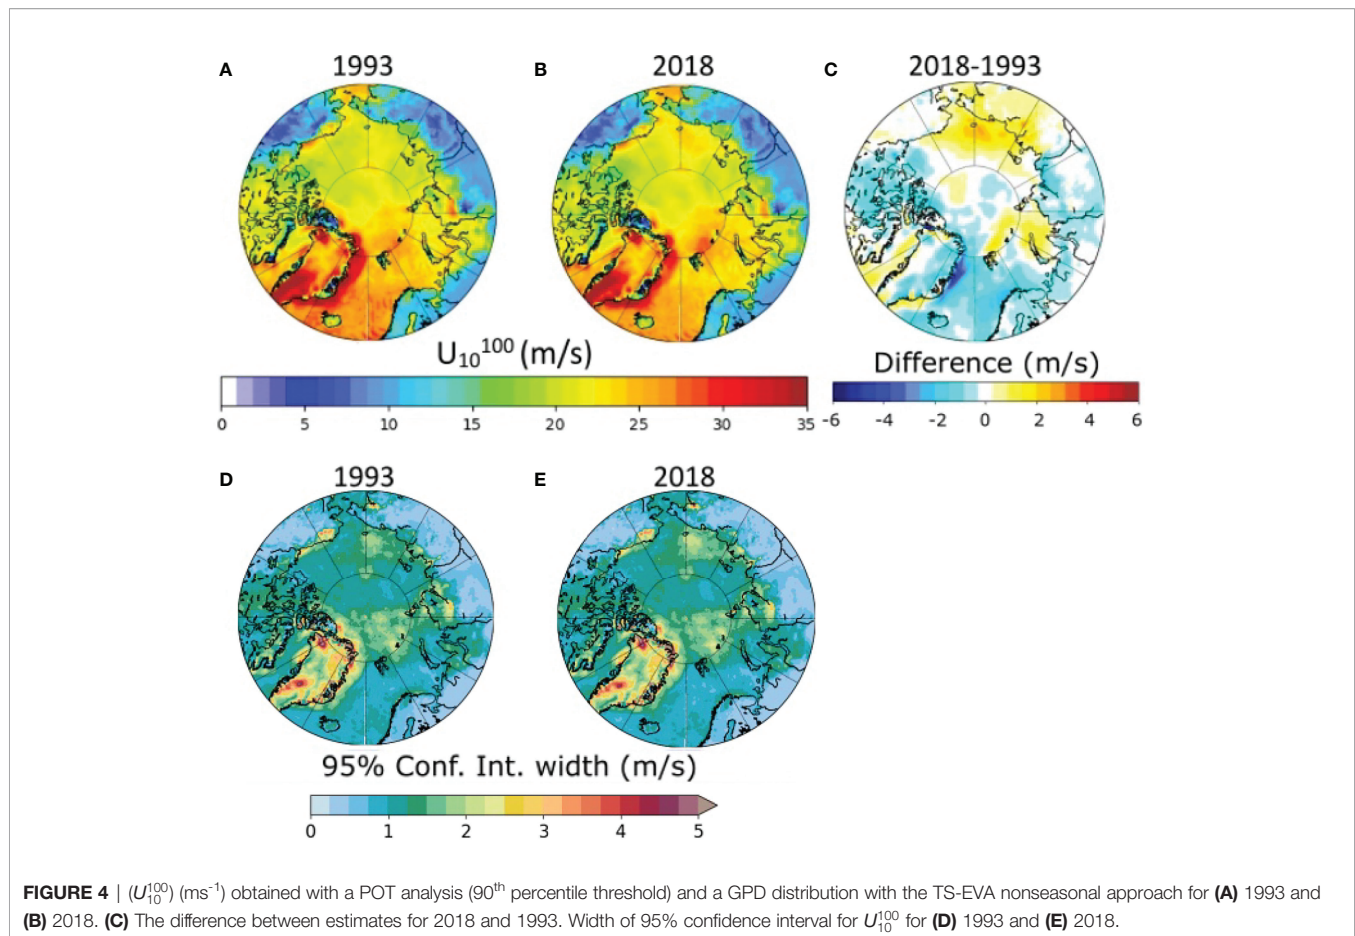 A 1993 B 2018 C 2018-1993
U₁₀¹⁰⁰ (m/s)
0 5 10 15 20 25 30 35
Difference (m/s)
-6 -4 -2 0 2 4 6
D 1993 E 2018
95% Conf. Int. width (m/s)
0 1 2 3 4 5
FIGURE 4 | (U₁₀¹⁰⁰) (ms⁻¹) obtained with a POT analysis (90ᵗʰ percentile threshold) and a GPD distribution with the TS-EVA nonseasonal approach for (A) 1993 and
(B) 2018. (C) The difference between estimates for 2018 and 1993. Width of 95% confidence interval for U₁₀¹⁰⁰ for (D) 1993 and (E) 2018.